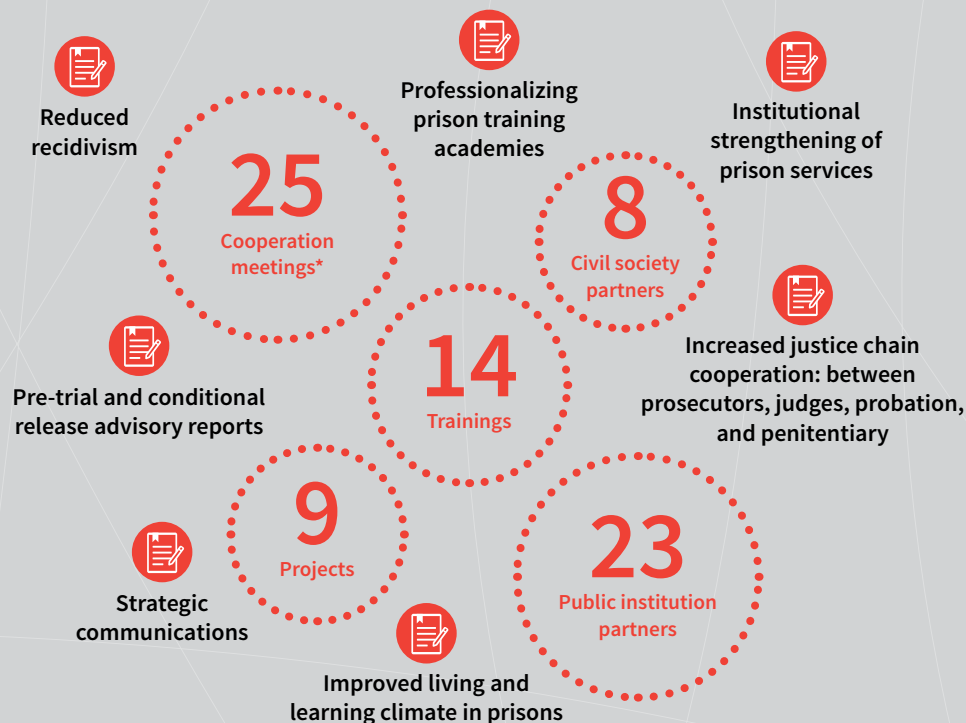 Reduced
recidivism
Professionalizing
prison training
academies
Institutional
strengthening of
prison services
25
Cooperation
meetings*
8
Civil society
partners
14
Trainings
Increased justice chain
cooperation: between
prosecutors, judges, probation,
and penitentiary
Pre-trial and conditional
release advisory reports
9
Projects
23
Public institution
partners
Strategic
communications
Improved living and
learning climate in prisons